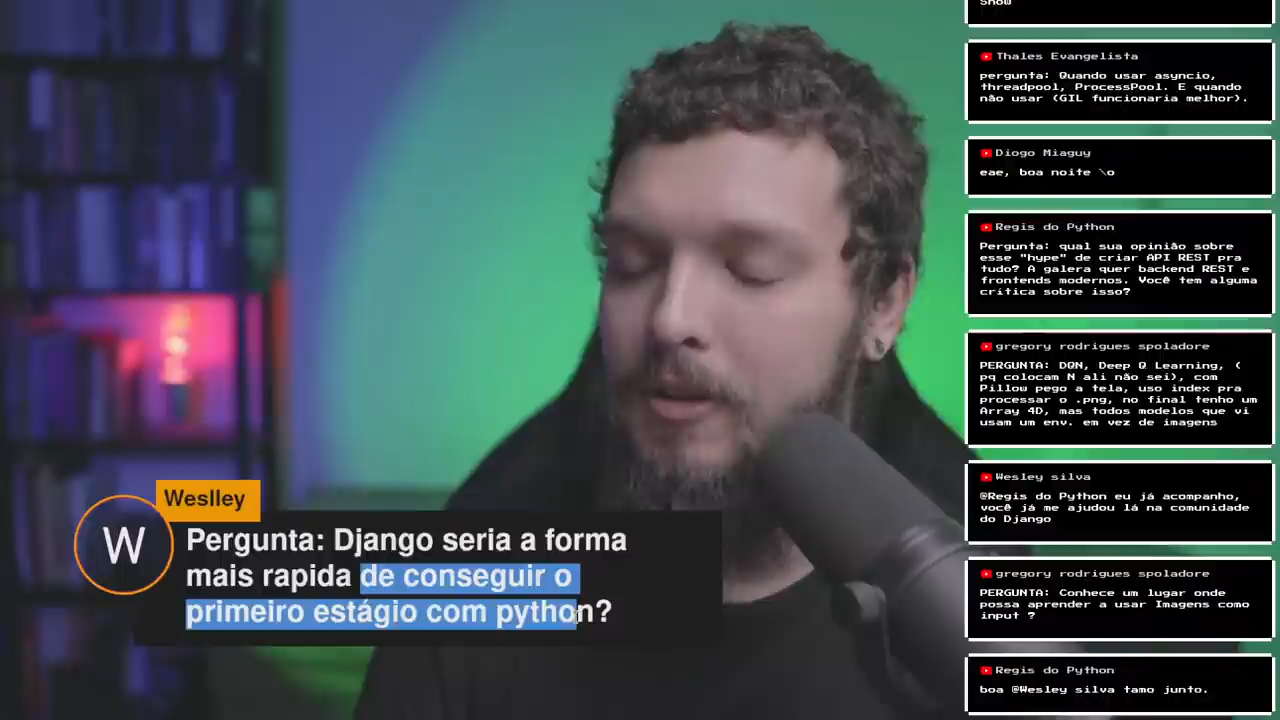 Show
Thales Evangelista
pergunta: Quando usar asyncio,
threadpool, ProcessPool. E quando
não usar (GIL funcionaria melhor).
Diogo Miaguy
eae, boa noite \o
Regis do Python
Pergunta: qual sua opinião sobre
esse "hype" de criar API REST pra
tudo? A galera quer backend REST e
frontends modernos. Você tem alguma
crítica sobre isso?
gregory rodrigues spoladore
PERGUNTA: DQN, Deep Q Learning, (
pq colocam N ali não sei), com
Pillow pego a tela, uso index pra
processar o .png, no final tenho um
Array 4D, mas todos modelos que vi
usam um env. em vez de imagens
Wesley silva
@Regis do Python eu já acompanho,
você já me ajudou lá na comunidade
do Django
gregory rodrigues spoladore
PERGUNTA: Conhece um lugar onde
possa aprender a usar Imagens como
input ?
Regis do Python
boa @Wesley silva tamo junto.
Weslley
W
Pergunta: Django seria a forma
mais rapida de conseguir o
primeiro estágio com python?